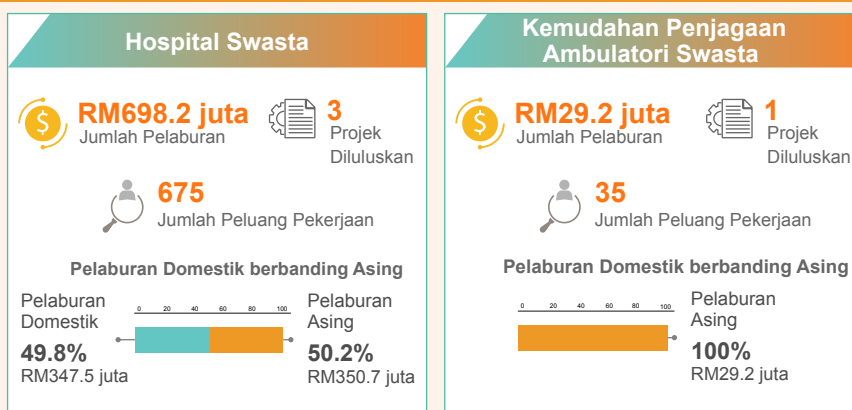 Hospital Swasta
RM698.2 juta
Jumlah Pelaburan
3
Projek
Diluluskan
675
Jumlah Peluang Pekerjaan
Pelaburan Domestik berbanding Asing
Pelaburan
Domestik
49.8%
RM347.5 juta
0 20 40 60 80 100
Pelaburan
Asing
50.2%
RM350.7 juta
Kemudahan Penjagaan
Ambulatori Swasta
RM29.2 juta
Jumlah Pelaburan
1
Projek
Diluluskan
35
Jumlah Peluang Pekerjaan
Pelaburan Domestik berbanding Asing
0 20 40 60 80 100
Pelaburan
Asing
100%
RM29.2 juta